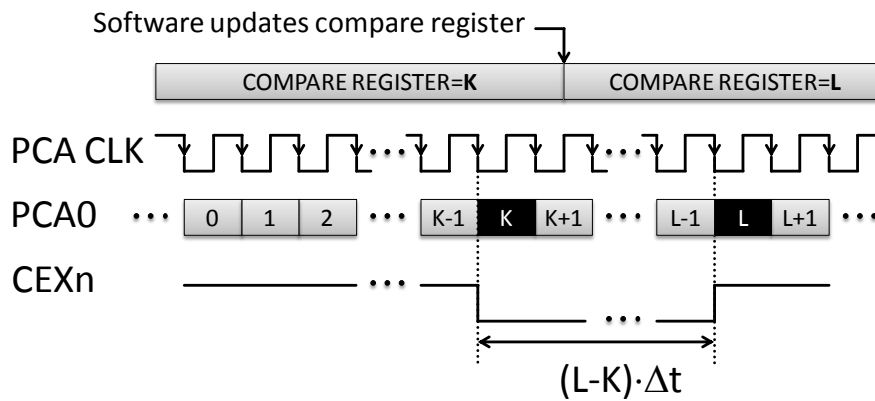 Software updates compare register
COMPARE REGISTER=K COMPARE REGISTER=L
PCA CLK ••• •••
PCA0 ••• 0 1 2 ••• K-1 K K+1 ••• L-1 L L+1 •••
CEXn ••• •••
(L-K)·Δt